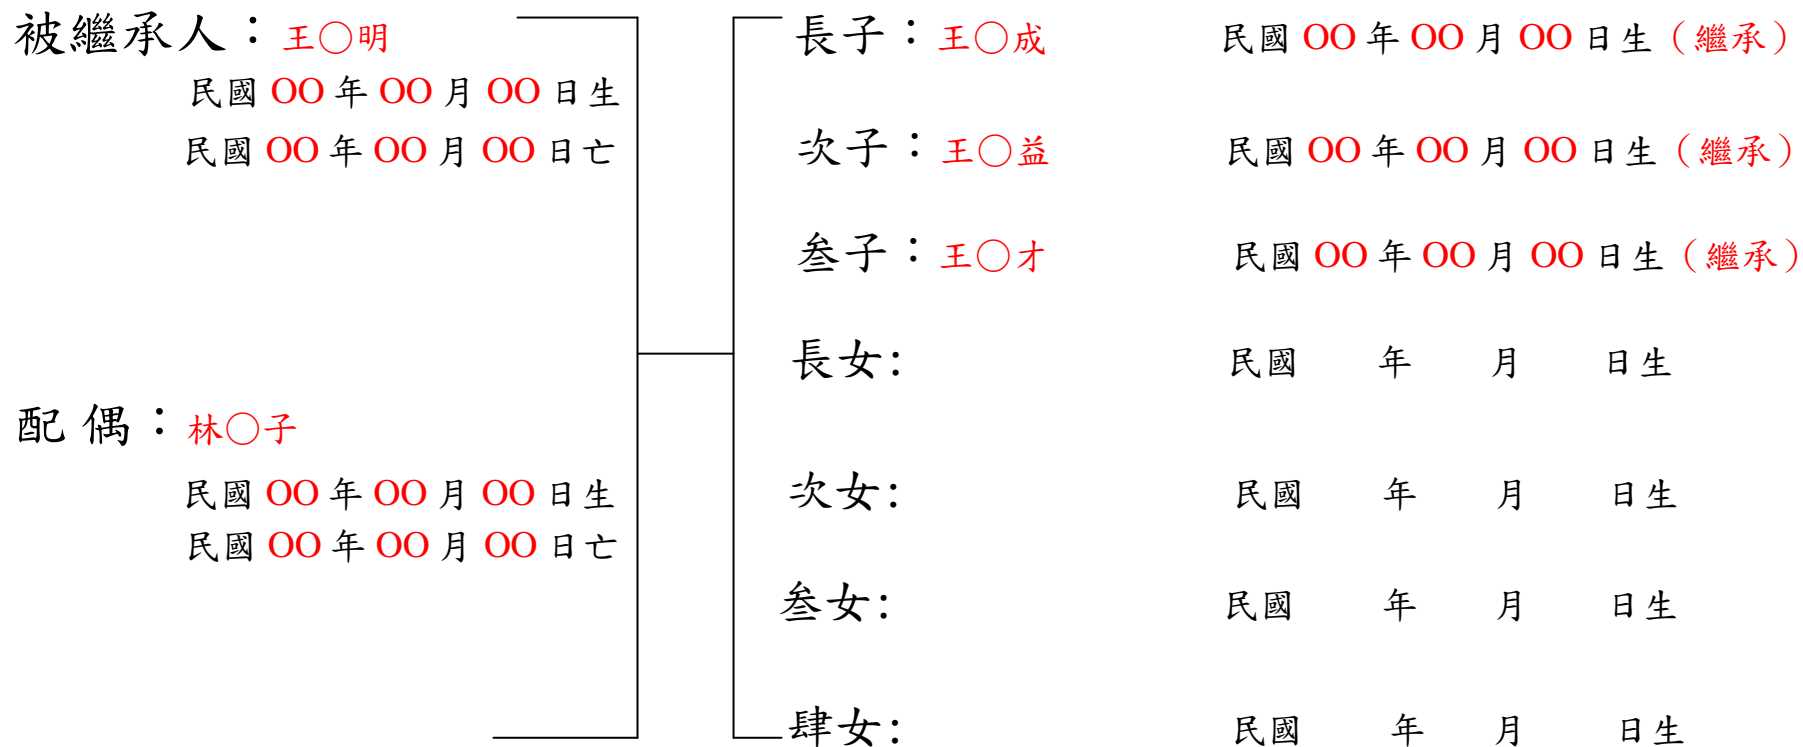 被繼承人：王〇明
民國 OO 年 OO 月 OO 日生
民國 OO 年 OO 月 OO 日亡
配偶：林〇子
民國 OO 年 OO 月 OO 日生
民國 OO 年 OO 月 OO 日亡
長子：王〇成 民國 OO 年 OO 月 OO 日生（繼承）
次子：王〇益 民國 OO 年 OO 月 OO 日生（繼承）
叁子：王〇才 民國 OO 年 OO 月 OO 日生（繼承）
長女: 民國 年 月 日生
次女: 民國 年 月 日生
叁女: 民國 年 月 日生
肆女: 民國 年 月 日生